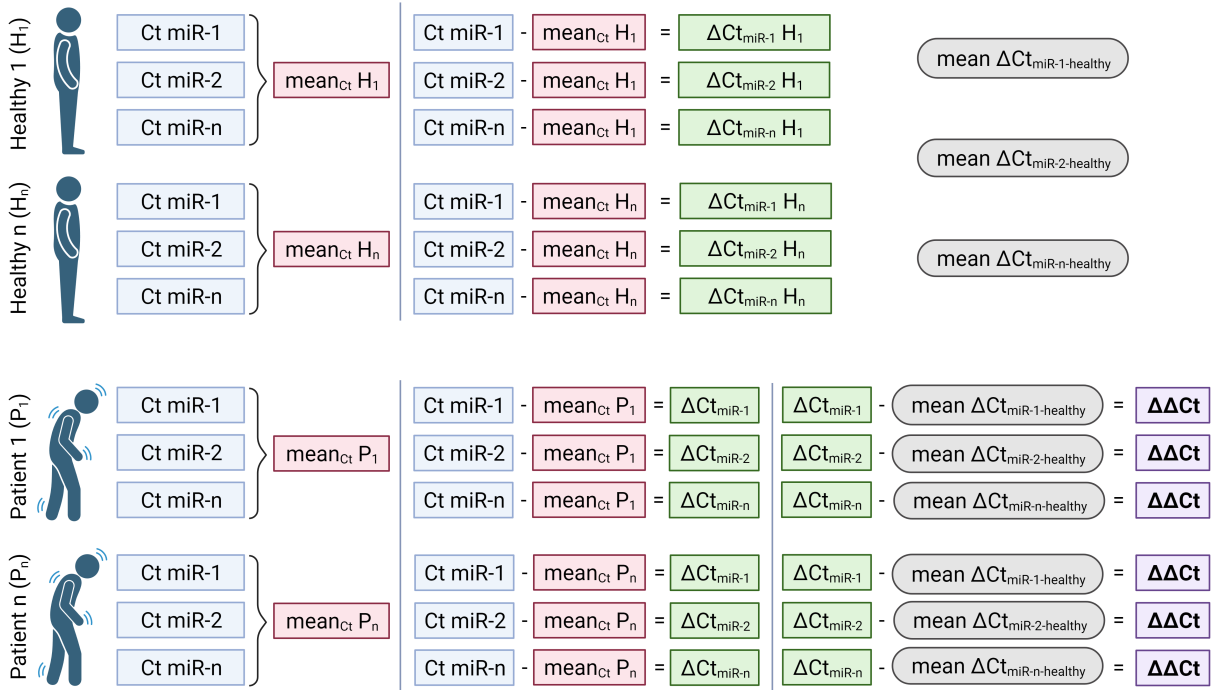 Healthy 1 (H1)
Ct miR-1
Ct miR-2
Ct miR-n
meanCt H1
Ct miR-1 - meanCt H1 = ΔCtmiR-1 H1
Ct miR-2 - meanCt H1 = ΔCtmiR-2 H1
Ct miR-n - meanCt H1 = ΔCtmiR-n H1
mean ΔCtmiR-1-healthy
mean ΔCtmiR-2-healthy
mean ΔCtmiR-n-healthy
Healthy n (Hn)
Ct miR-1
Ct miR-2
Ct miR-n
meanCt Hn
Ct miR-1 - meanCt Hn = ΔCtmiR-1 Hn
Ct miR-2 - meanCt Hn = ΔCtmiR-2 Hn
Ct miR-n - meanCt Hn = ΔCtmiR-n Hn
Patient 1 (P1)
Ct miR-1
Ct miR-2
Ct miR-n
meanCt P1
Ct miR-1 - meanCt P1 = ΔCtmiR-1
Ct miR-2 - meanCt P1 = ΔCtmiR-2
Ct miR-n - meanCt P1 = ΔCtmiR-n
ΔCtmiR-1 - mean ΔCtmiR-1-healthy = ΔΔCt
ΔCtmiR-2 - mean ΔCtmiR-2-healthy = ΔΔCt
ΔCtmiR-n - mean ΔCtmiR-n-healthy = ΔΔCt
Patient n (Pn)
Ct miR-1
Ct miR-2
Ct miR-n
meanCt Pn
Ct miR-1 - meanCt Pn = ΔCtmiR-1
Ct miR-2 - meanCt Pn = ΔCtmiR-2
Ct miR-n - meanCt Pn = ΔCtmiR-n
ΔCtmiR-1 - mean ΔCtmiR-1-healthy = ΔΔCt
ΔCtmiR-2 - mean ΔCtmiR-2-healthy = ΔΔCt
ΔCtmiR-n - mean ΔCtmiR-n-healthy = ΔΔCt